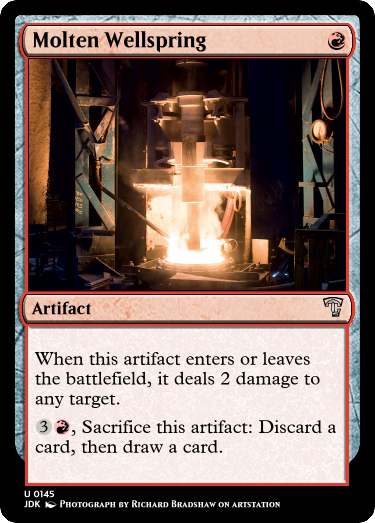 Molten Wellspring
Artifact
When this artifact enters or leaves
the battlefield, it deals 2 damage to
any target.
3, Sacrifice this artifact: Discard a
card, then draw a card.
U 0145
JDK Photograph by Richard Bradshaw on artstation